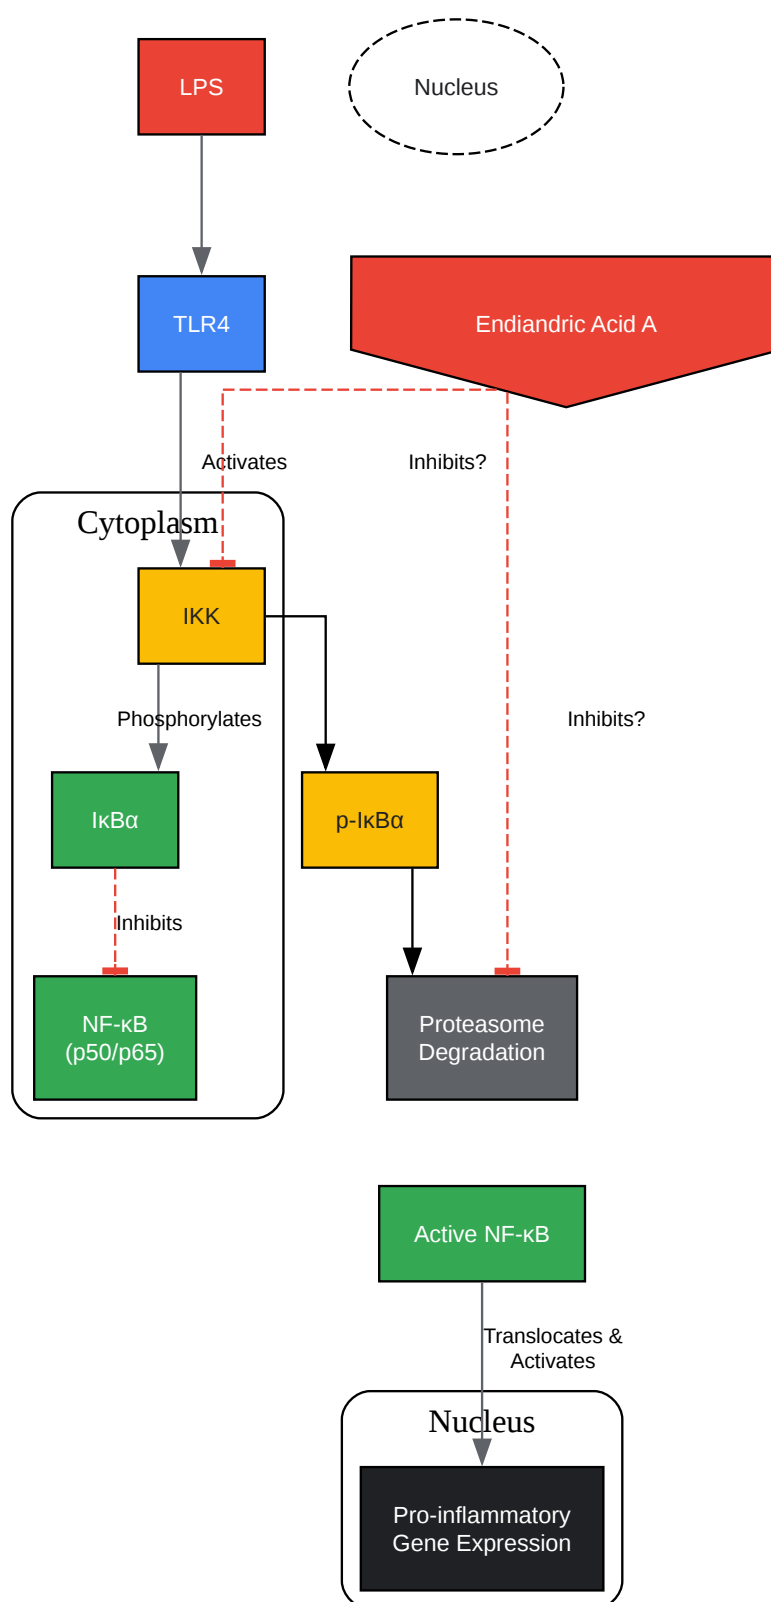 LPS
Nucleus
TLR4
Endiandric Acid A
Activates
Inhibits?
Cytoplasm
IKK
Phosphorylates
Inhibits?
IκBα
p-IκBα
Inhibits
NF-κB
(p50/p65)
Proteasome
Degradation
Active NF-κB
Translocates &
Activates
Nucleus
Pro-inflammatory
Gene Expression